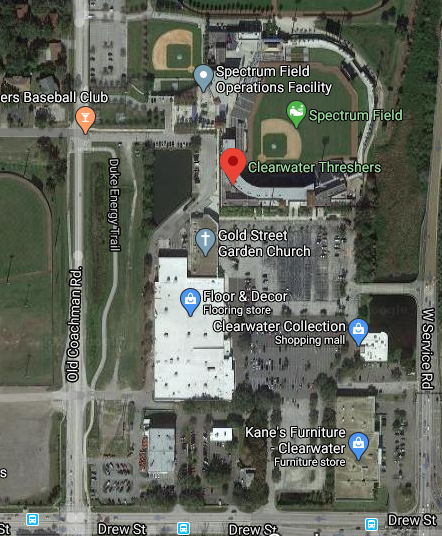 Spectrum Field
Operations Facility
ers Baseball Club
Spectrum Field
Clearwater Threshers
Duke Energy Trail
Gold Street
Garden Church
Old Coachman Rd.
Floor & Decor
Flooring store
Clearwater Collection
Shopping mall
W Service Rd
Kane's Furniture
- Clearwater
Furniture store
s
St
Drew St
Drew St
Drew St